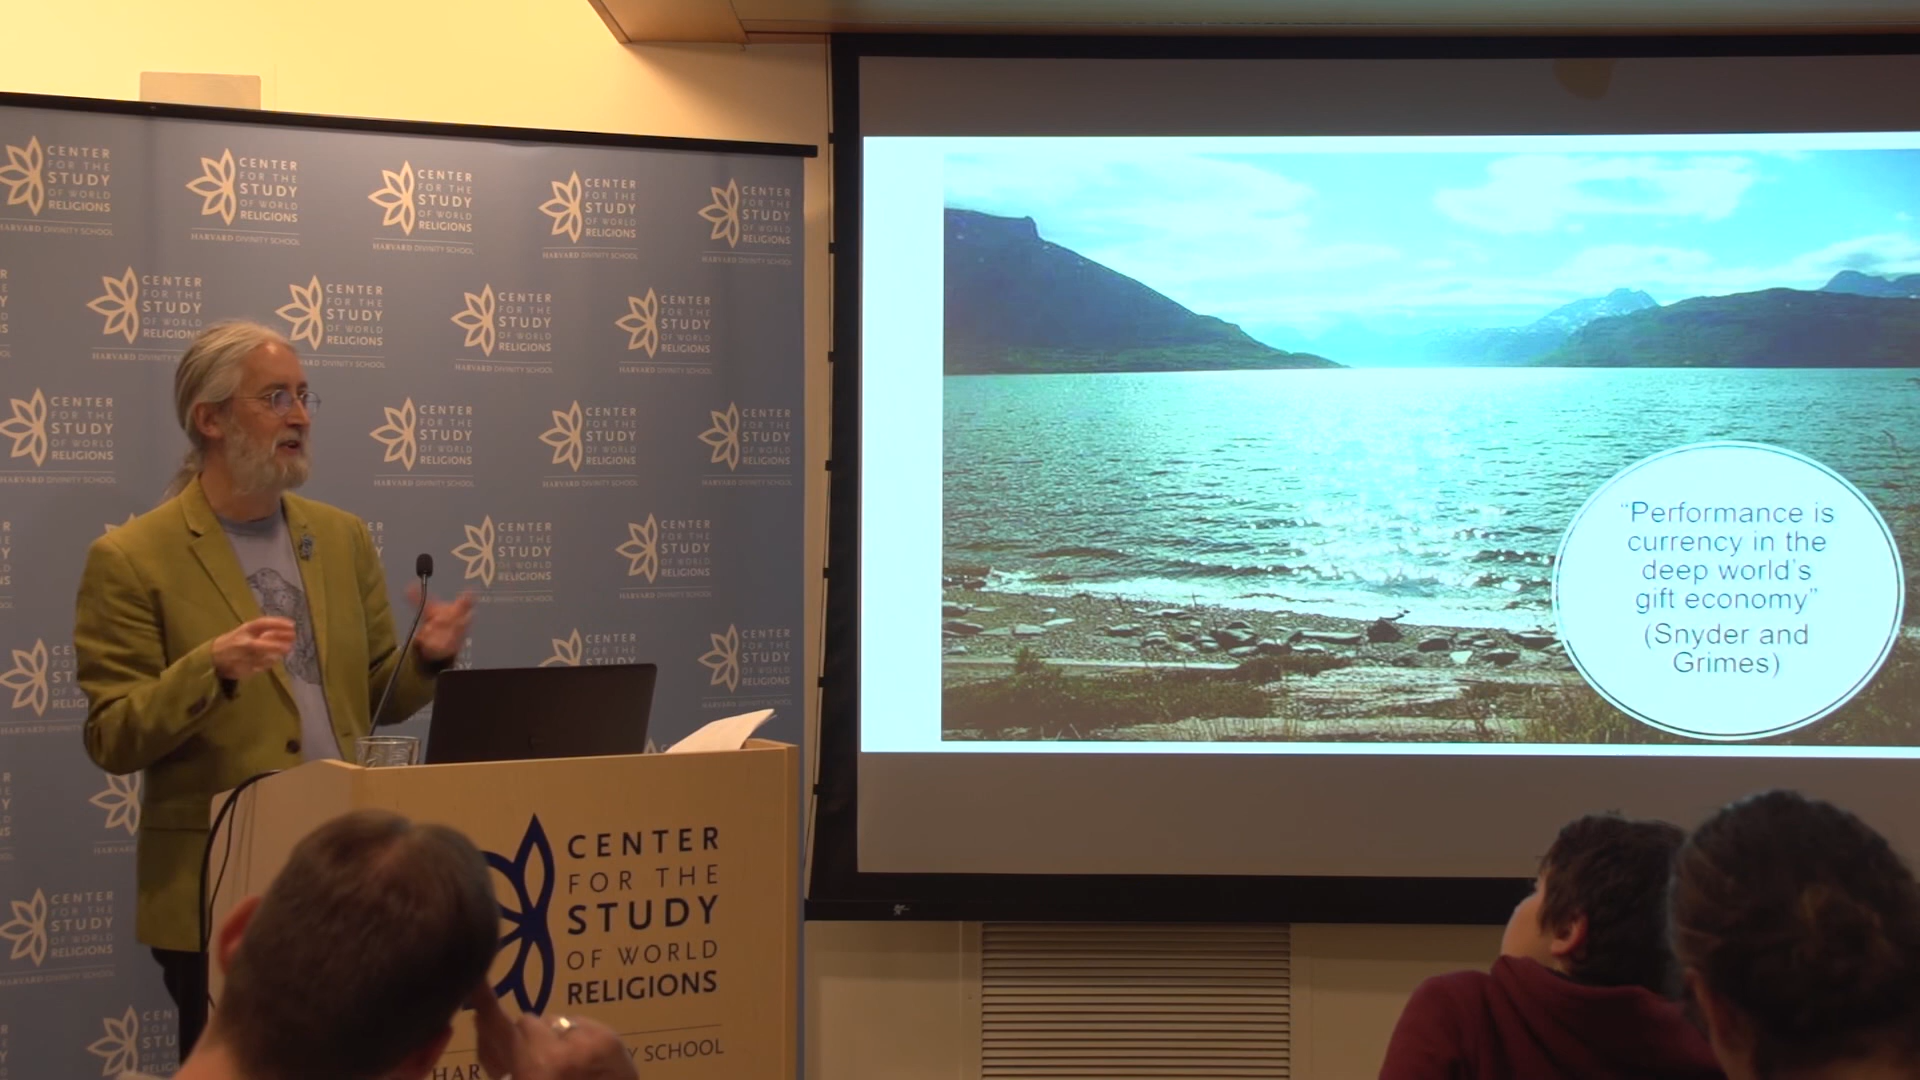 CENTER
FOR THE
STUDY
OF WORLD
RELIGIONS
HARVARD DIVINITY SCHOOL
"Performance is
currency in the
deep world's
gift economy"
(Snyder and
Grimes)
CENTER
FOR THE
STUDY
OF WORLD
RELIGIONS
HAR
Y SCHOOL